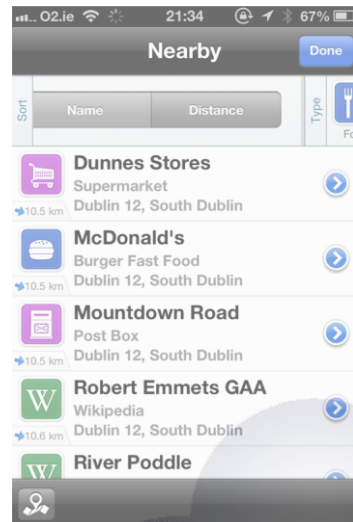 O2.ie 21:34 67%
Nearby Done
Sort Name Distance Type
Dunnes Stores
Supermarket
10.5 km Dublin 12, South Dublin
McDonald's
Burger Fast Food
10.5 km Dublin 12, South Dublin
Mountdown Road
Post Box
10.5 km Dublin 12, South Dublin
W Robert Emmets GAA
Wikipedia
10.6 km Dublin 12, South Dublin
W River Poddle